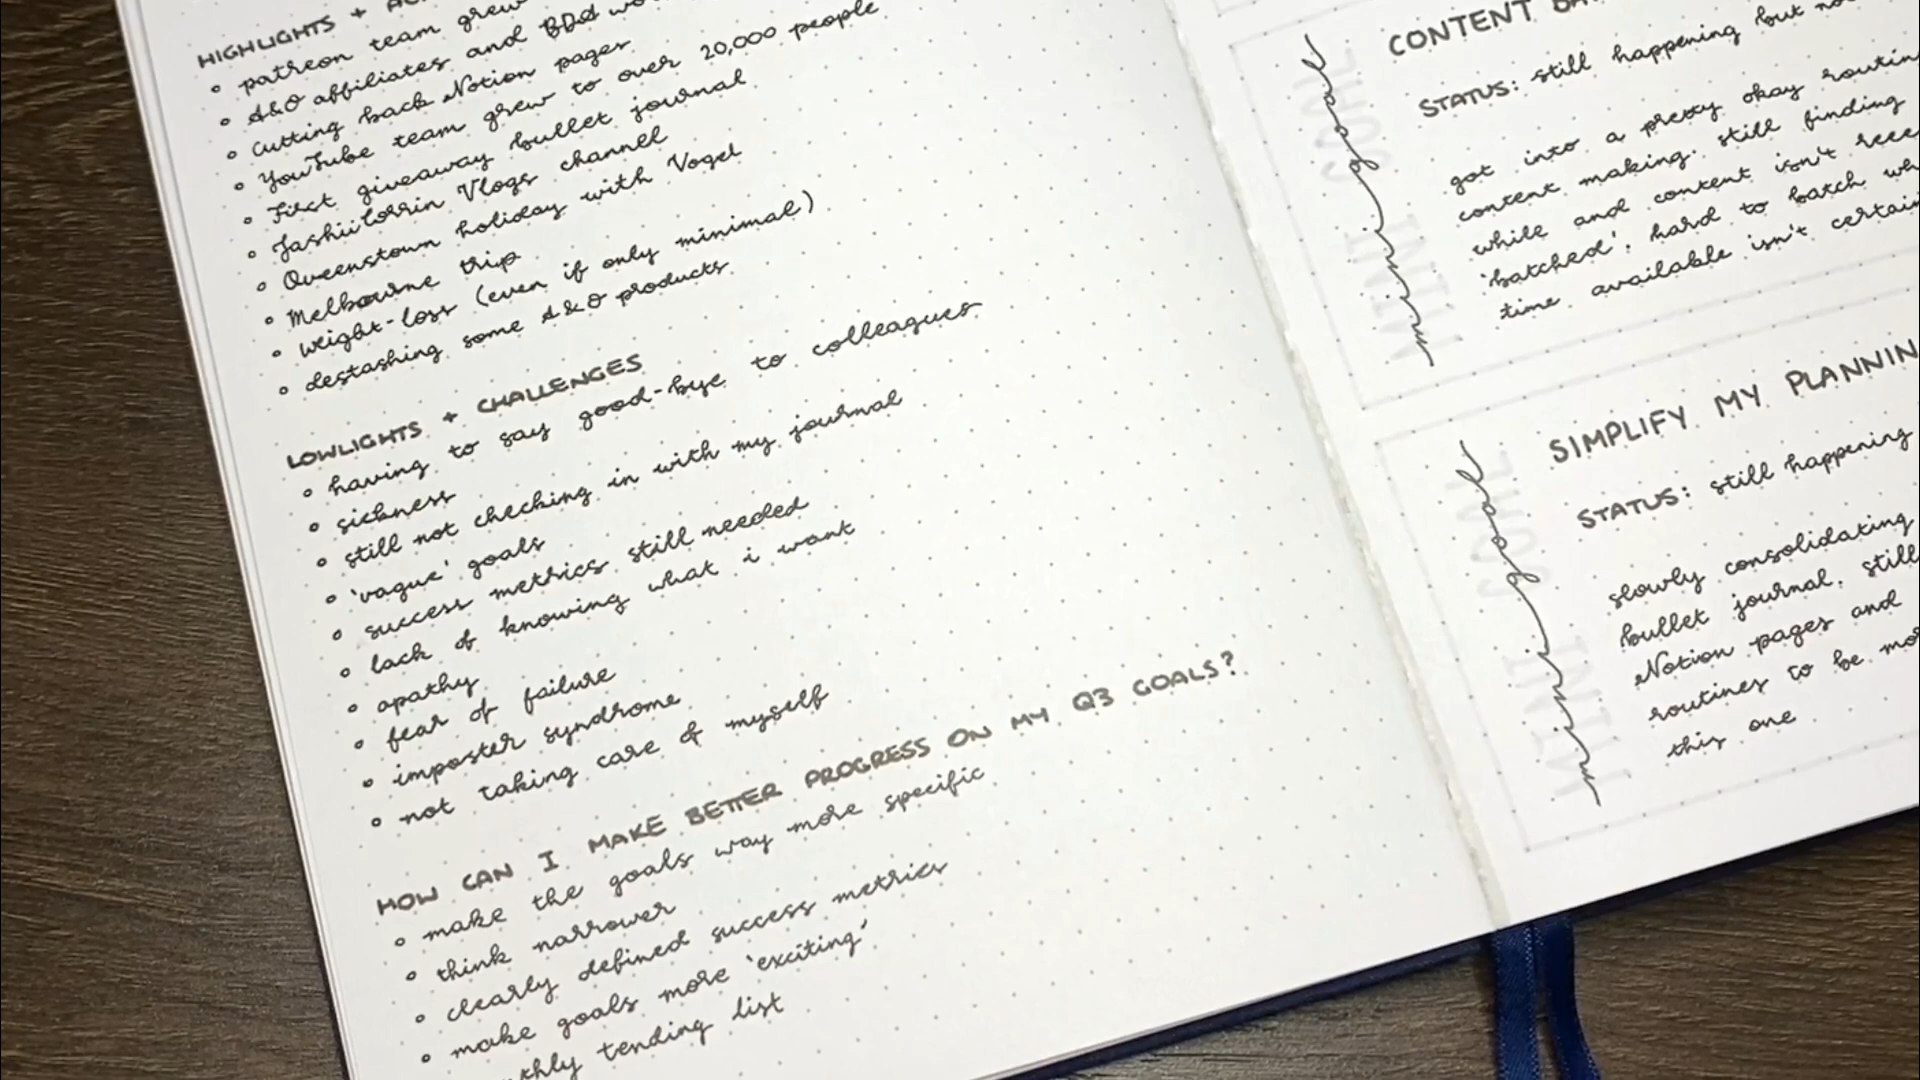 HIGHLIGHTS +
• patreon team grew
• A&O affiliates and BDA
• cutting back Notion pages
• YouTube team grew to over 20,000 people
• First giveaway bullet journal
• JashiiCorrin Vlogs channel
• Queenstown holiday with Vogel
• Melbourne trip
• weight-loss (even if only minimal)
• destashing some A&O products
LOWLIGHTS + CHALLENGES
• having to say good-bye to colleagues
• sickness
• still not checking in with my journal
• 'vague' goals
• success metrics still needed
• lack of knowing what i want
• apathy
• fear of failure
• imposter syndrome
• not taking care of myself
HOW CAN I MAKE BETTER PROGRESS ON MY Q3 GOALS?
• make the goals way more specific
• think narrower
• clearly defined success metrics
• make goals more 'exciting'
tending list
MINI GOAL
mini goal
CONTENT
STATUS: still happening but
got into a pretty okay
content making. still finding
while and content isn't
'batched'. hard to batch
time available isn't
MINI GOAL
mini goal
SIMPLIFY MY
STATUS: still happening
slowly consolidating
bullet journal. still
Notion pages and
routines to be
this one